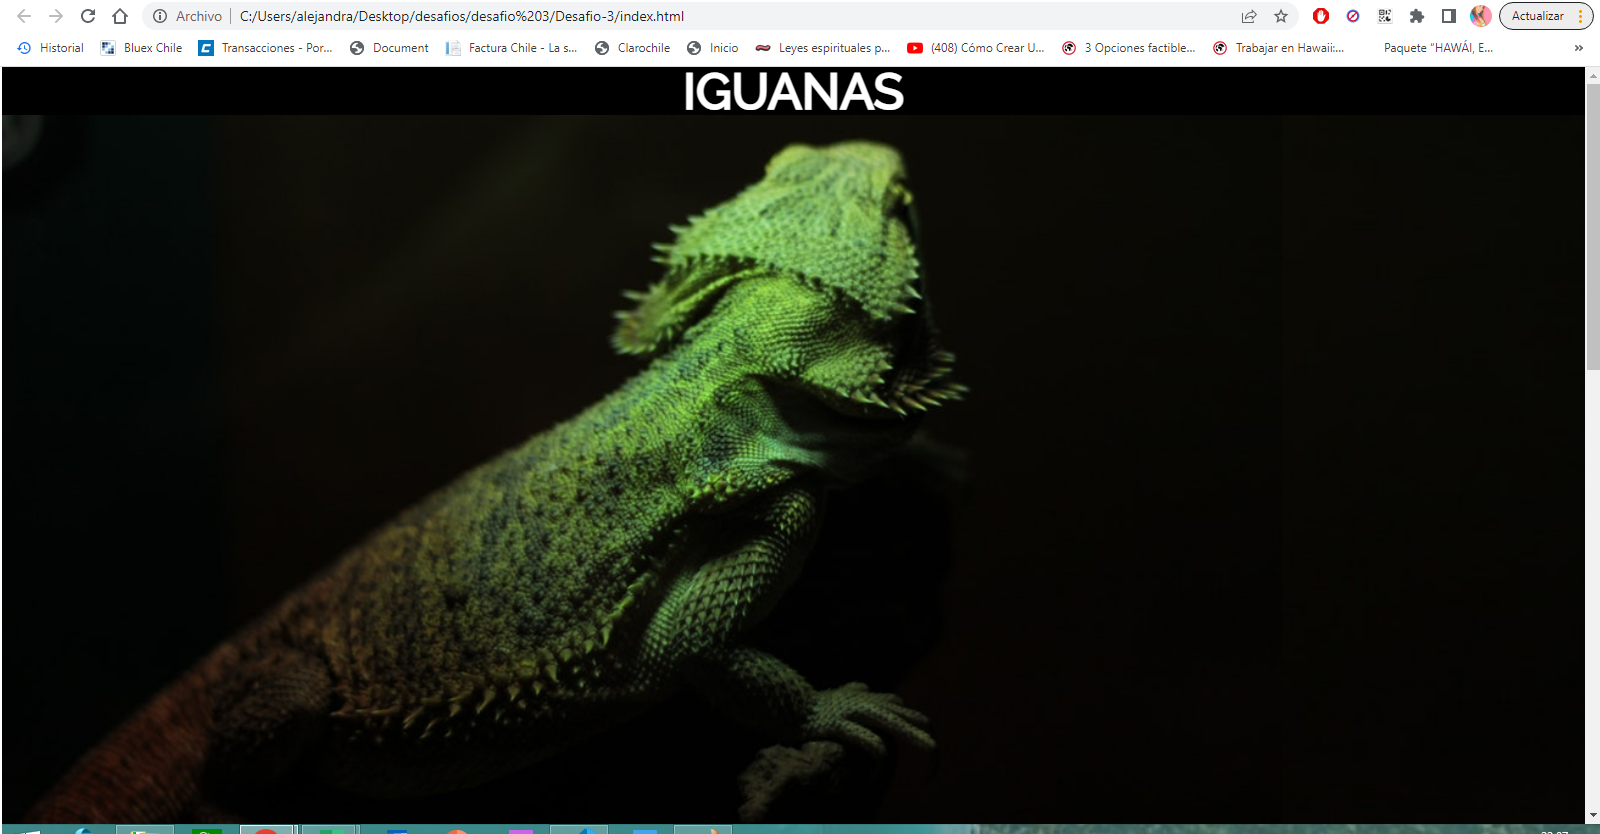 Archivo C:/Users/alejandra/Desktop/desafios/desafio%203/Desafio-3/index.html Actualizar
Historial Bluex Chile Transacciones - Por... Document Factura Chile - La s... Clarochile Inicio Leyes espirituales p... (408) Cómo Crear U... 3 Opciones factible... Trabajar en Hawaii:... Paquete "HAWÁI, E... »
IGUANAS